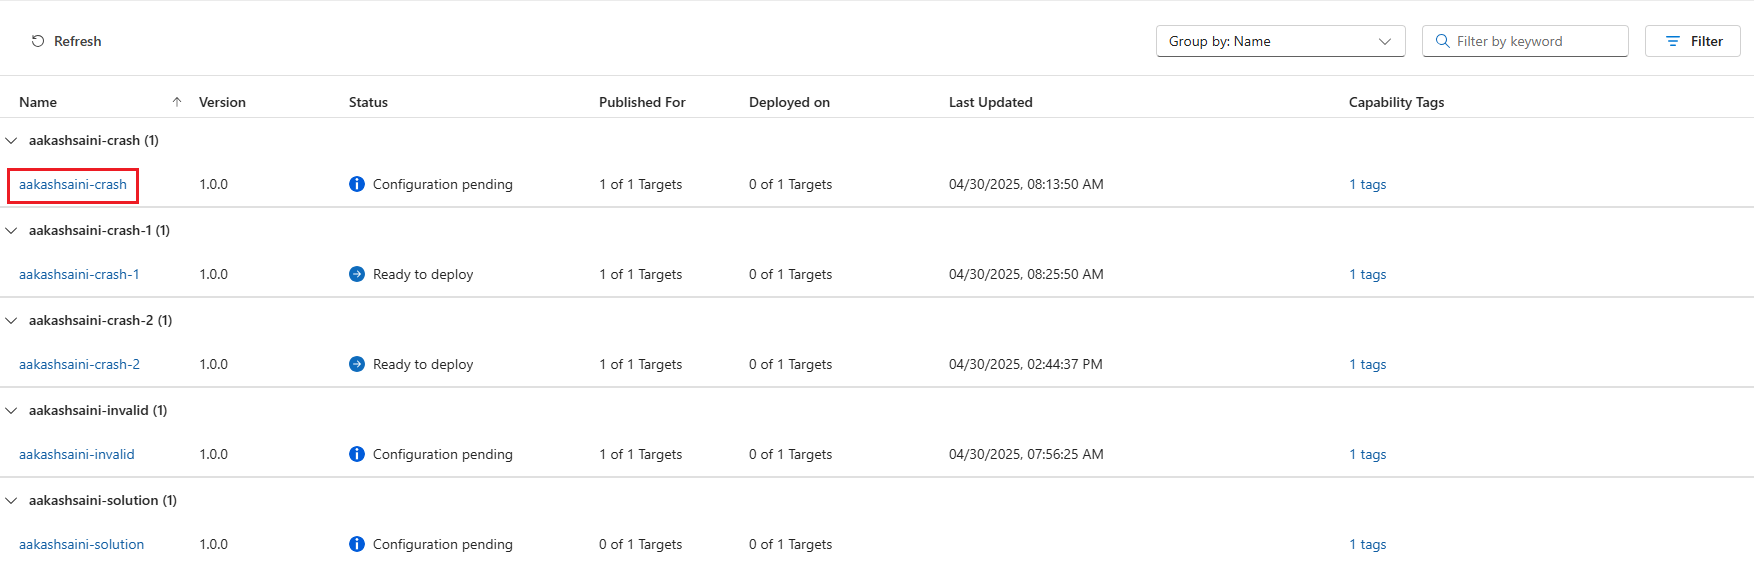 Refresh Group by: Name Filter by keyword Filter
Name Version Status Published For Deployed on Last Updated Capability Tags
aakashsaini-crash (1)
aakashsaini-crash 1.0.0 Configuration pending 1 of 1 Targets 0 of 1 Targets 04/30/2025, 08:13:50 AM 1 tags
aakashsaini-crash-1 (1)
aakashsaini-crash-1 1.0.0 Ready to deploy 1 of 1 Targets 0 of 1 Targets 04/30/2025, 08:25:50 AM 1 tags
aakashsaini-crash-2 (1)
aakashsaini-crash-2 1.0.0 Ready to deploy 1 of 1 Targets 0 of 1 Targets 04/30/2025, 02:44:37 PM 1 tags
aakashsaini-invalid (1)
aakashsaini-invalid 1.0.0 Configuration pending 1 of 1 Targets 0 of 1 Targets 04/30/2025, 07:56:25 AM 1 tags
aakashsaini-solution (1)
aakashsaini-solution 1.0.0 Configuration pending 0 of 1 Targets 0 of 1 Targets 1 tags